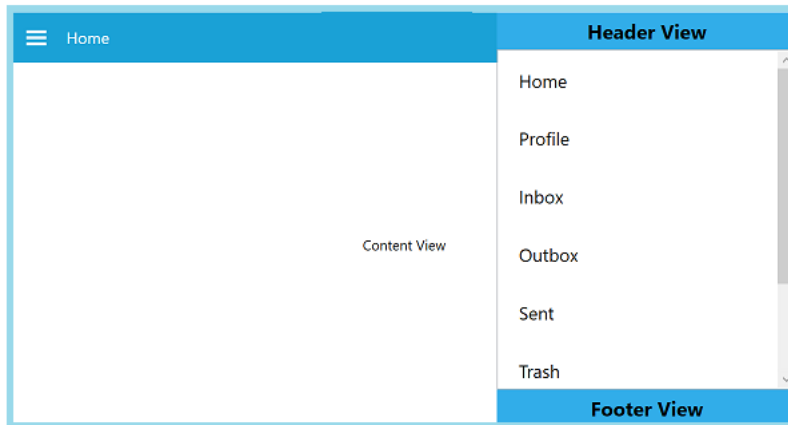 Home
Content View
Header View
Home
Profile
Inbox
Outbox
Sent
Trash
Footer View